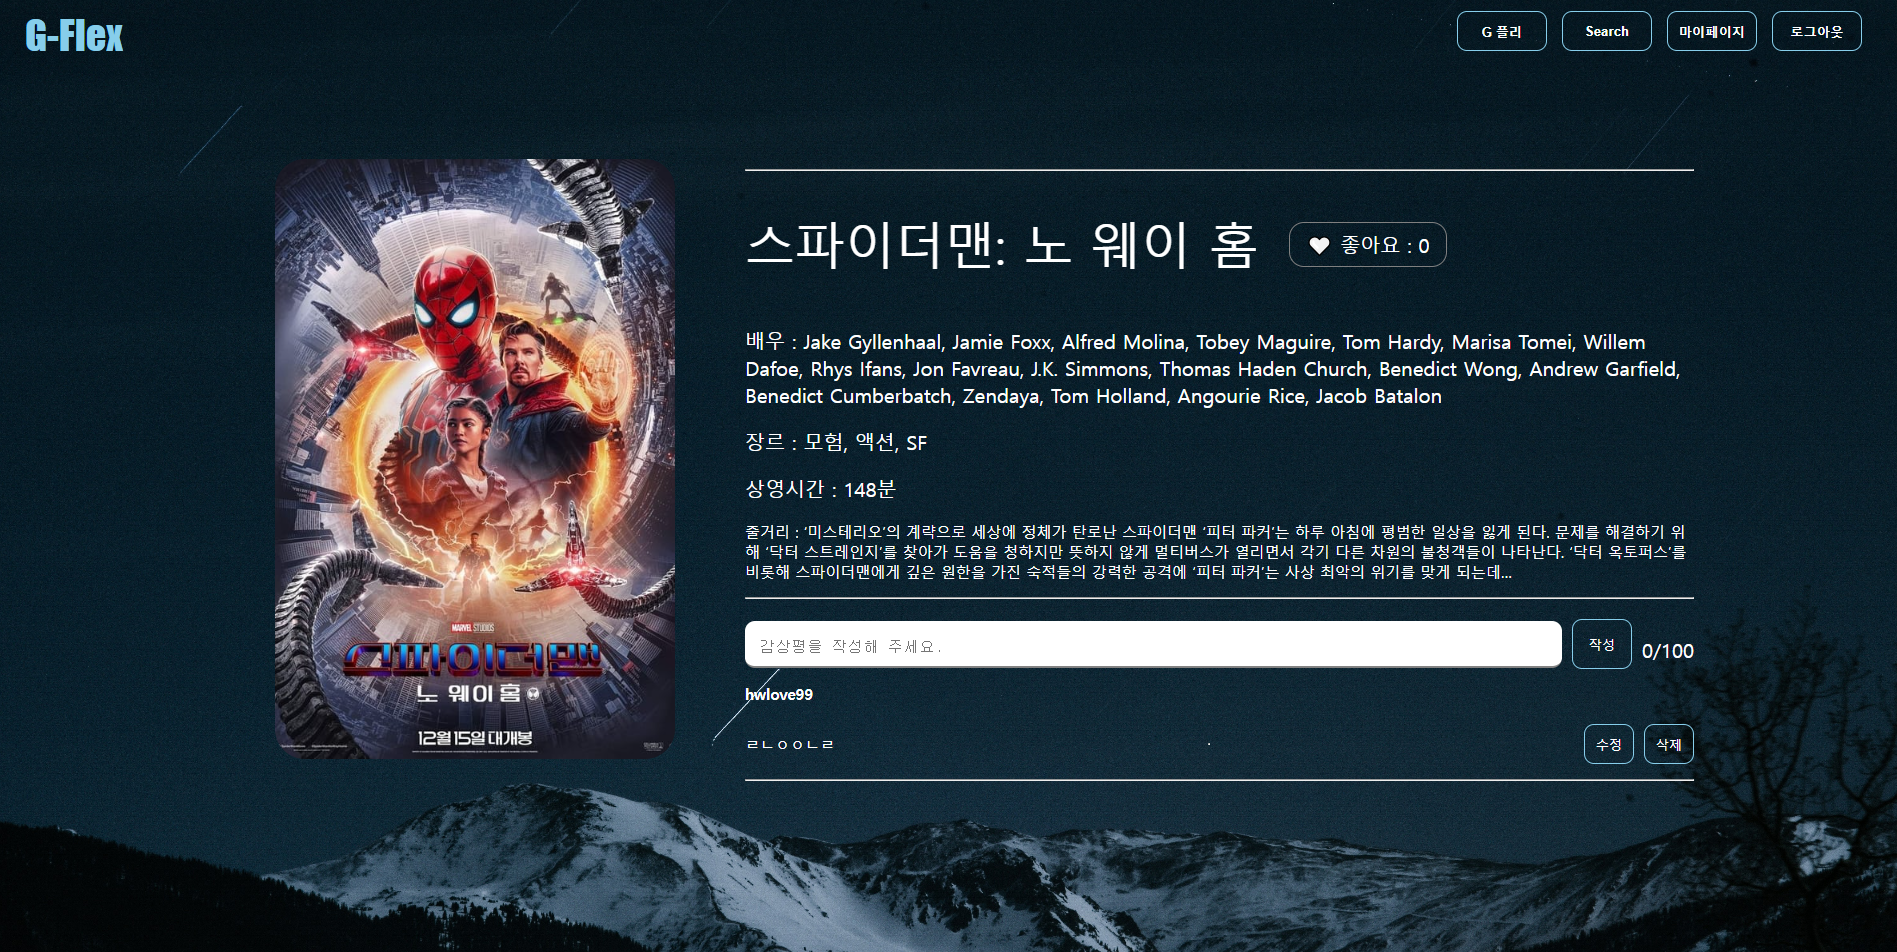 G-Flex
G 플리
Search
마이페이지
로그아웃
MARVEL STUDIOS
스파이더맨
노 웨이 홈
12월 15일 대개봉
스파이더맨: 노 웨이 홈
좋아요 : 0
배우 : Jake Gyllenhaal, Jamie Foxx, Alfred Molina, Tobey Maguire, Tom Hardy, Marisa Tomei, Willem
Dafoe, Rhys Ifans, Jon Favreau, J.K. Simmons, Thomas Haden Church, Benedict Wong, Andrew Garfield,
Benedict Cumberbatch, Zendaya, Tom Holland, Angourie Rice, Jacob Batalon
장르 : 모험, 액션, SF
상영시간 : 148분
줄거리 : ‘미스테리오’의 계략으로 세상에 정체가 탄로난 스파이더맨 ‘피터 파커’는 하루 아침에 평범한 일상을 잃게 된다. 문제를 해결하기 위
해 ‘닥터 스트레인지’를 찾아가 도움을 청하지만 뜻하지 않게 멀티버스가 열리면서 각기 다른 차원의 불청객들이 나타난다. ‘닥터 옥토퍼스’를
비롯해 스파이더맨에게 깊은 원한을 가진 숙적들의 강력한 공격에 ‘피터 파커’는 사상 최악의 위기를 맞게 되는데…
감상평을 작성해 주세요.
작성
0/100
hwlove99
ㄹㄴㅇㅇㄴㄹ
수정
삭제